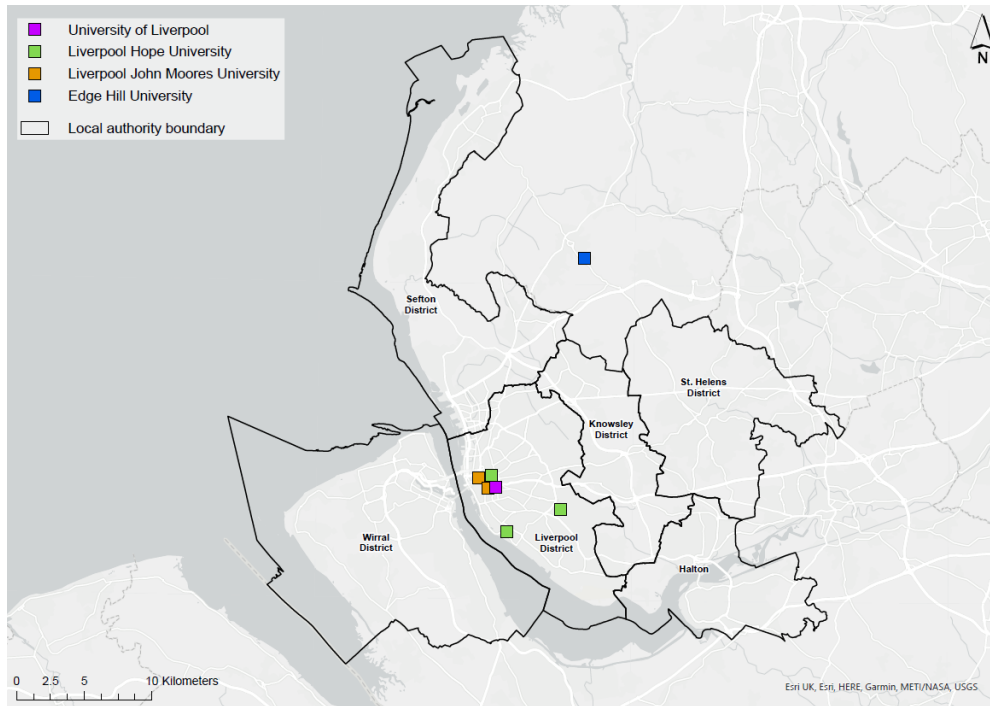 University of Liverpool
Liverpool Hope University
Liverpool John Moores University
Edge Hill University
Local authority boundary
N
Sefton
District
St. Helens
District
Knowsley
District
Wirral
District
Liverpool
District
Halton
0 2.5 5 10 Kilometers
Esri UK, Esri, HERE, Garmin, METI/NASA, USGS